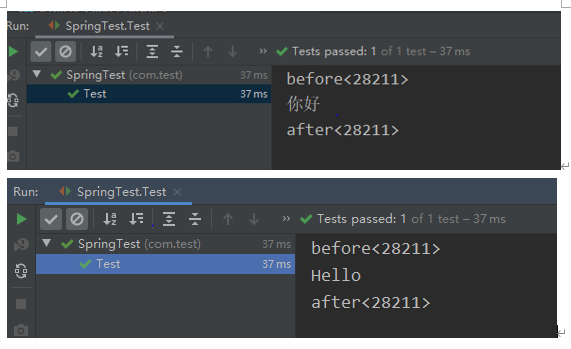 Run: SpringTest.Test ×
Tests passed: 1 of 1 test – 37 ms
SpringTest (com.test) 37 ms
Test 37 ms
before<28211>
你好
after<28211>
Run: SpringTest.Test ×
Tests passed: 1 of 1 test – 37 ms
SpringTest (com.test) 37 ms
Test 37 ms
before<28211>
Hello
after<28211>